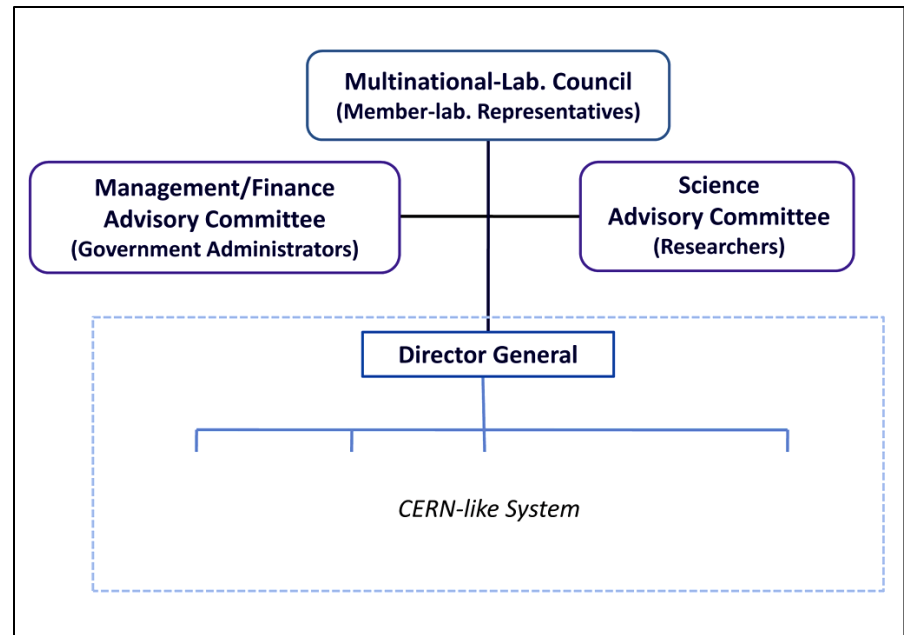 Multinational-Lab. Council
(Member-lab. Representatives)
Management/Finance
Advisory Committee
(Government Administrators)
Science
Advisory Committee
(Researchers)
Director General
CERN-like System